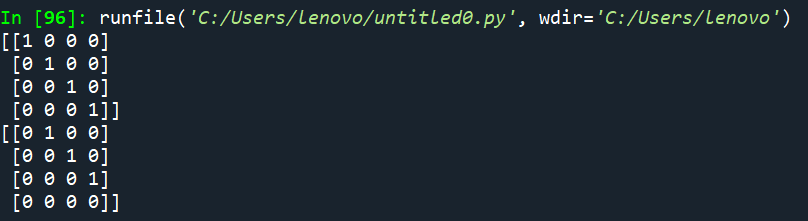 In [96]: runfile('C:/Users/lenovo/untitled0.py', wdir='C:/Users/lenovo')
[[1 0 0 0]
 [0 1 0 0]
 [0 0 1 0]
 [0 0 0 1]]
[[0 1 0 0]
 [0 0 1 0]
 [0 0 0 1]
 [0 0 0 0]]